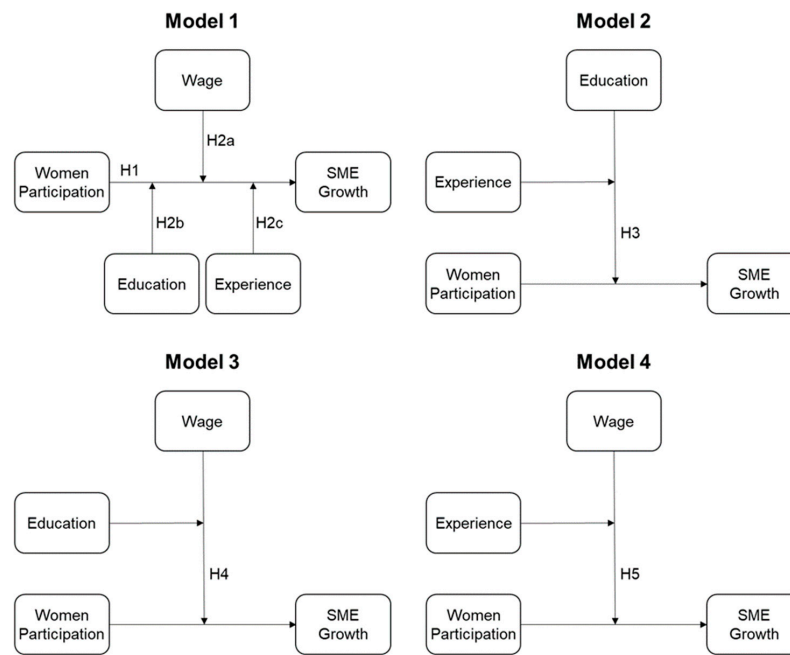 Model 1
Wage
H2a
Women
Participation
H1
SME
Growth
H2b
H2c
Education
Experience
Model 2
Education
Experience
H3
Women
Participation
SME
Growth
Model 3
Wage
Education
H4
Women
Participation
SME
Growth
Model 4
Wage
Experience
H5
Women
Participation
SME
Growth